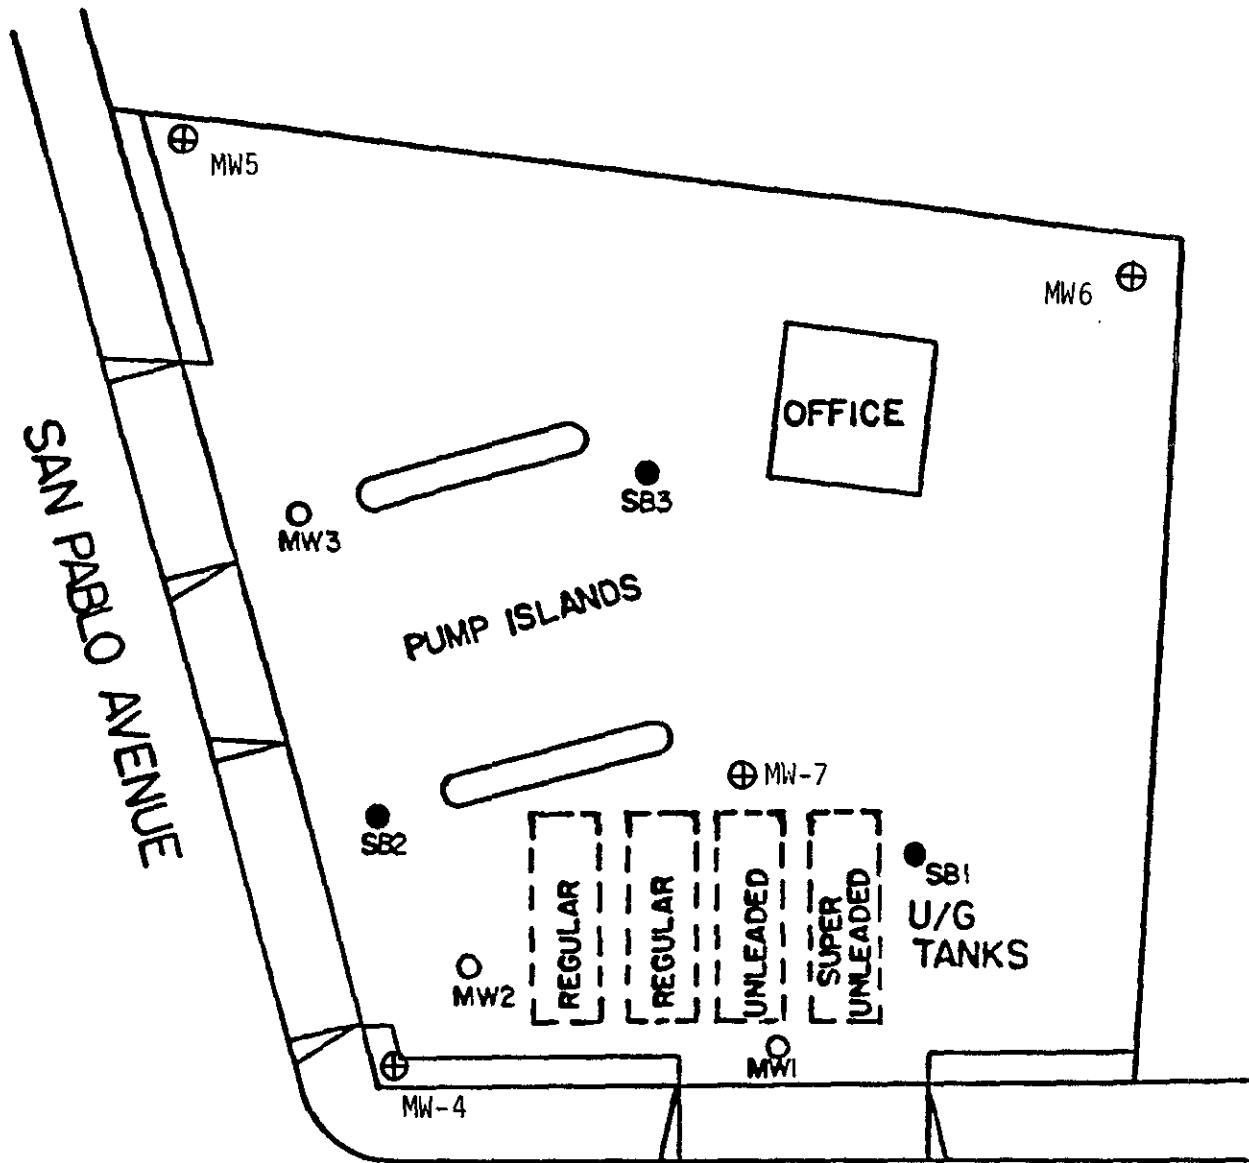 MW5
MW6
OFFICE
SB3
MW3
SAN PABLO AVENUE
PUMP ISLANDS
MW-7
SB2
SB1
REGULAR
REGULAR
UNLEADED
SUPER
UNLEADED
U/G
TANKS
MW2
MW1
MW-4